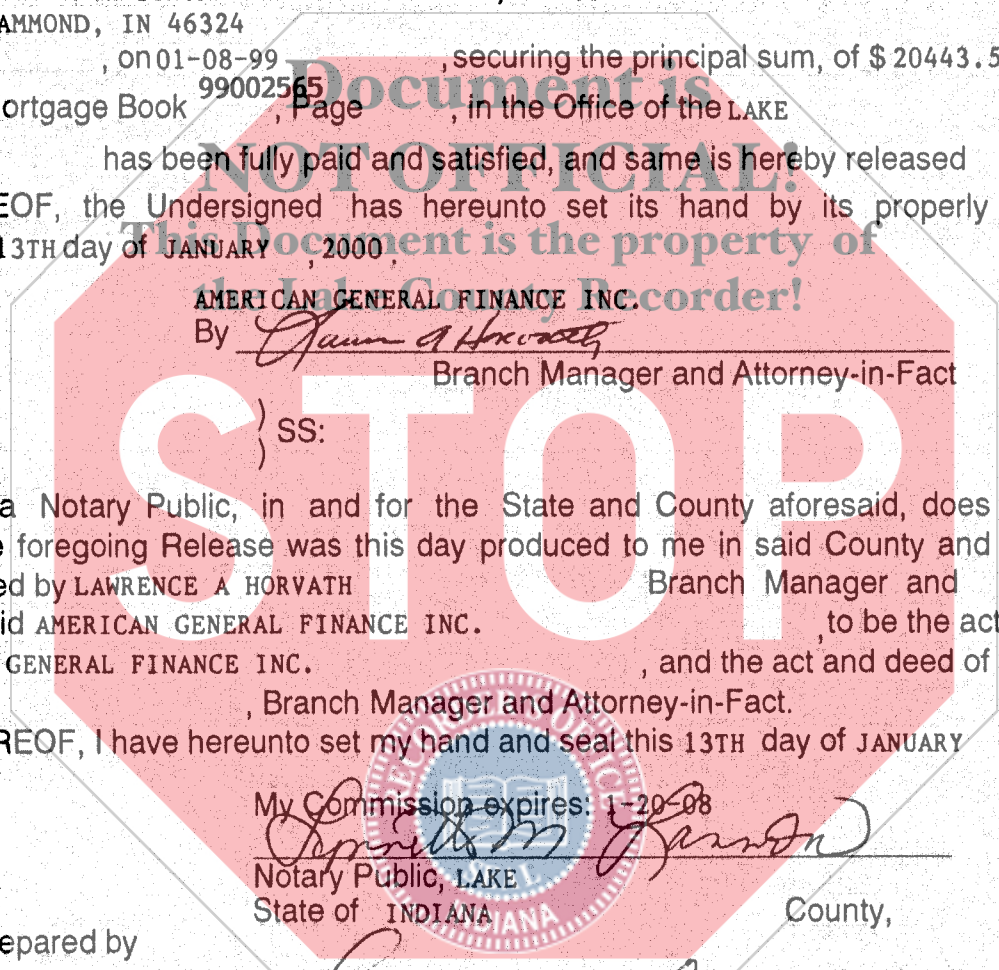 AMMOND, IN 46324
, on 01-08-99 , securing the principal sum, of $ 20443.5
ortgage Book 99002565 , Page , in the Office of the LAKE
has been fully paid and satisfied, and same is hereby released
EOF, the Undersigned has hereunto set its hand by its properly
13TH day of JANUARY , 2000 .
AMERICAN GENERAL FINANCE INC.
By Lawrence A Horvath
Branch Manager and Attorney-in-Fact
) SS:
a Notary Public, in and for the State and County aforesaid, does
e foregoing Release was this day produced to me in said County and
ed by LAWRENCE A HORVATH Branch Manager and
id AMERICAN GENERAL FINANCE INC. , to be the act
GENERAL FINANCE INC. , and the act and deed of
, Branch Manager and Attorney-in-Fact.
REOF, I have hereunto set my hand and seal this 13TH day of JANUARY
My Commission expires: 1-20-08
Notary Public, LAKE
State of INDIANA County,
epared by
Document is
NOT OFFICIAL!
This Document is the property of
the Lake County Recorder!
STOP
SEAL
INDIANA